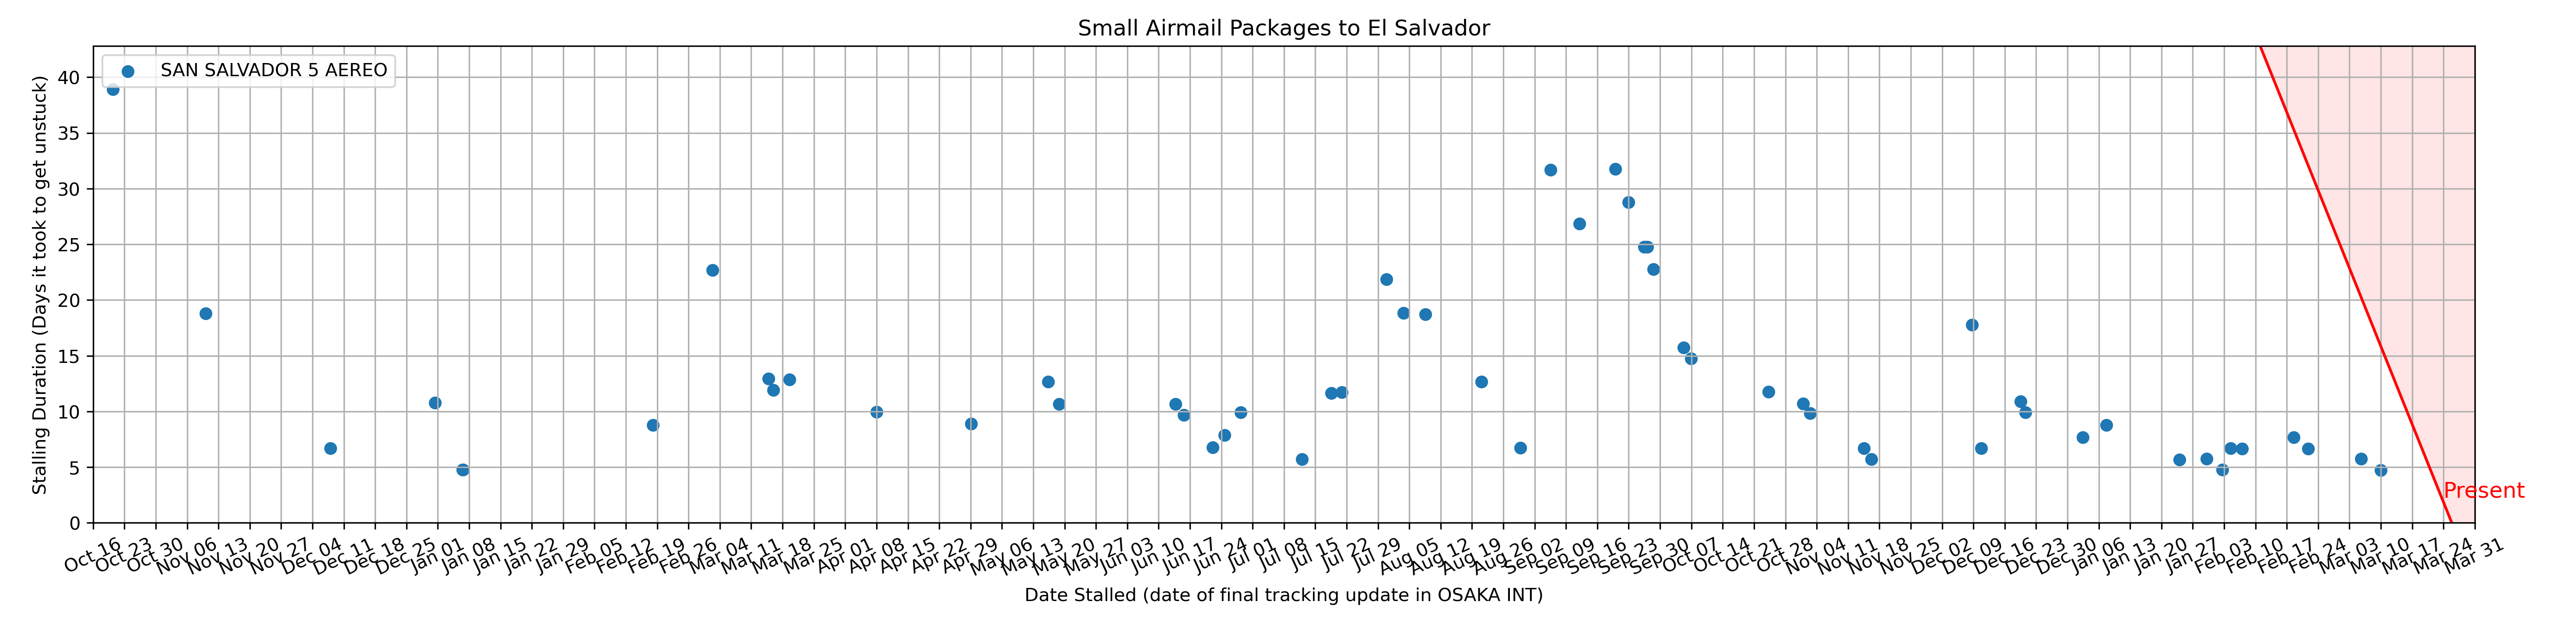 Small Airmail Packages to El Salvador
SAN SALVADOR 5 AEREO
Stalling Duration (Days it took to get unstuck)
40
35
30
25
20
15
10
5
0
Present
Oct 16 Oct 23 Oct 30 Nov 06 Nov 13 Nov 20 Nov 27 Dec 04 Dec 11 Dec 18 Dec 25 Jan 01 Jan 08 Jan 15 Jan 22 Jan 29 Feb 05 Feb 12 Feb 19 Feb 26 Mar 04 Mar 11 Mar 18 Mar 25 Apr 01 Apr 08 Apr 15 Apr 22 Apr 29 May 06 May 13 May 20 May 27 Jun 03 Jun 10 Jun 17 Jun 24 Jul 01 Jul 08 Jul 15 Jul 22 Jul 29 Aug 05 Aug 12 Aug 19 Aug 26 Sep 02 Sep 09 Sep 16 Sep 23 Sep 30 Oct 07 Oct 14 Oct 21 Oct 28 Nov 04 Nov 11 Nov 18 Nov 25 Dec 02 Dec 09 Dec 16 Dec 23 Dec 30 Jan 06 Jan 13 Jan 20 Jan 27 Feb 03 Feb 10 Feb 17 Feb 24 Mar 03 Mar 10 Mar 17 Mar 24 Mar 31
Date Stalled (date of final tracking update in OSAKA INT)